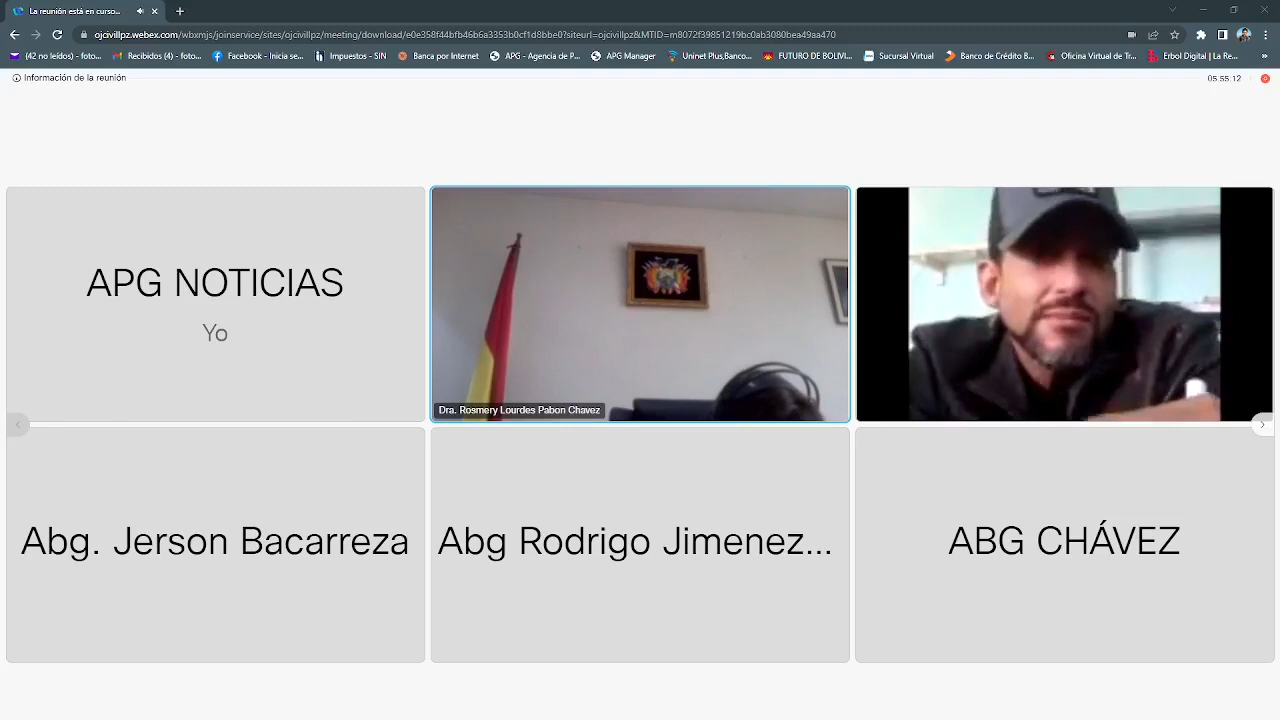 La reunión está en curso...
ojcivillpz.webex.com/wbxmjs/joinservice/sites/ojcivillpz/meeting/download/e0e358f44bfb46b6a3353b0cf1d6bbe0?siteurl=ojcivillpz&MTID=m8072f39851219bc0ab3080bea49aa470
(42 no leído) - foto... Recibidos (4) - foto... Facebook - Inicia se... Impuestos - SIN Banca por Internet APG - Agencia de P... APG Manager Uninet Plus,Banco... FUTURO DE BOLIVI... Sucursal Virtual Banco de Crédito B... Oficina Virtual de Tr... Erbol Digital | La Re... »
Información de la reunión 05:55:12
APG NOTICIAS
Yo
Dra. Rosmery Lourdes Pabon Chavez
Abg. Jerson Bacarreza
Abg Rodrigo Jimenez...
ABG CHÁVEZ